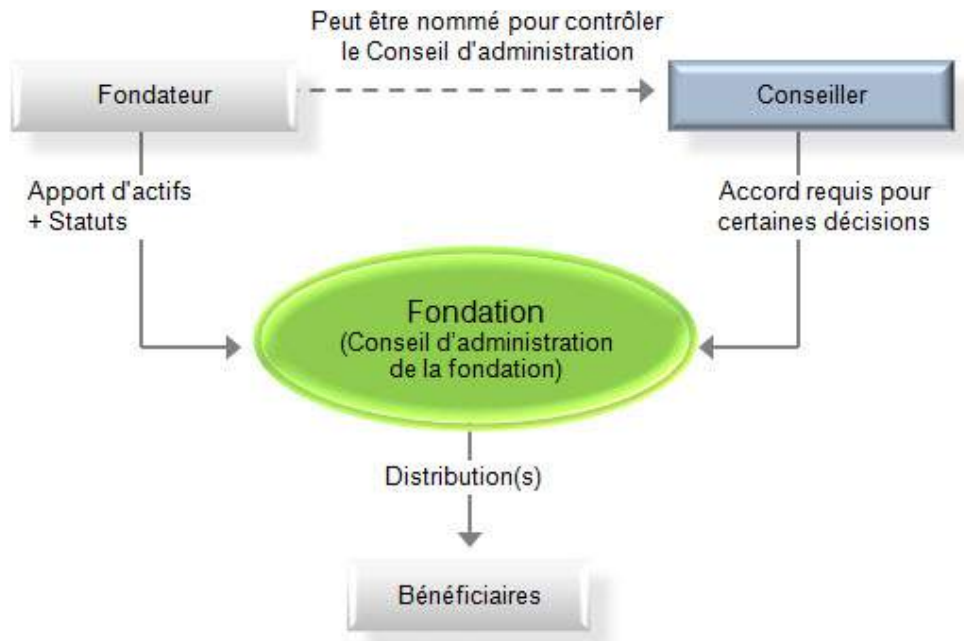 Peut être nommé pour contrôler
le Conseil d'administration
Fondateur
Conseiller
Apport d'actifs
+ Statuts
Accord requis pour
certaines décisions
Fondation
(Conseil d'administration
de la fondation)
Distribution(s)
Bénéficiaires